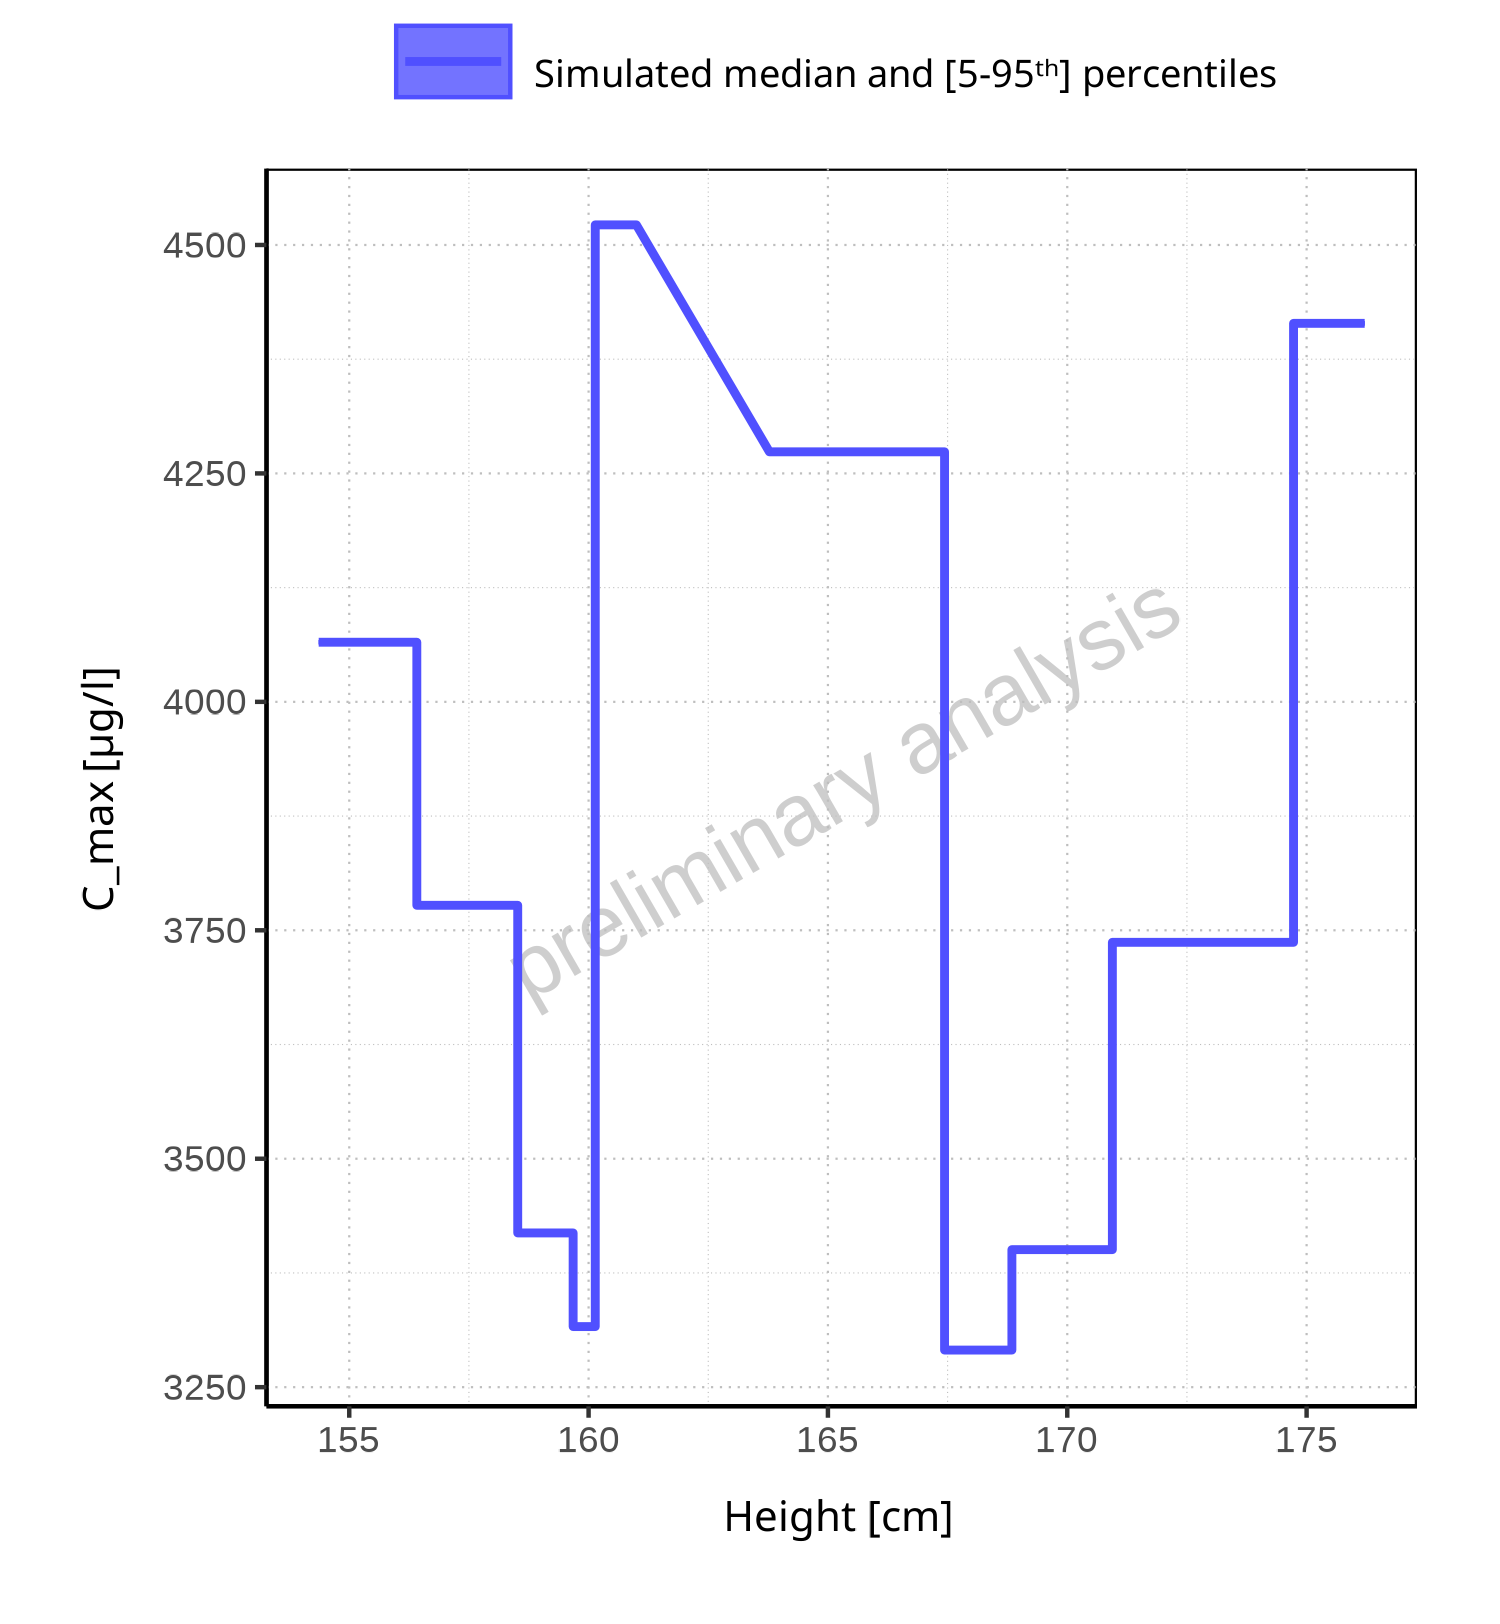 Simulated median and [5-95ᵗʰ] percentiles
4500
4250
4000
3750
3500
3250
C_max [µg/l]
preliminary analysis
155 160 165 170 175
Height [cm]